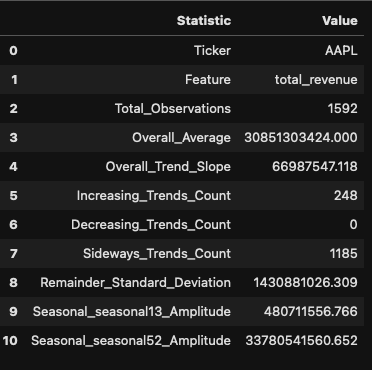 Statistic Value
0 Ticker AAPL
1 Feature total_revenue
2 Total_Observations 1592
3 Overall_Average 30851303424.000
4 Overall_Trend_Slope 66987547.118
5 Increasing_Trends_Count 248
6 Decreasing_Trends_Count 0
7 Sideways_Trends_Count 1185
8 Remainder_Standard_Deviation 1430881026.309
9 Seasonal_seasonal13_Amplitude 480711556.766
10 Seasonal_seasonal52_Amplitude 33780541560.652